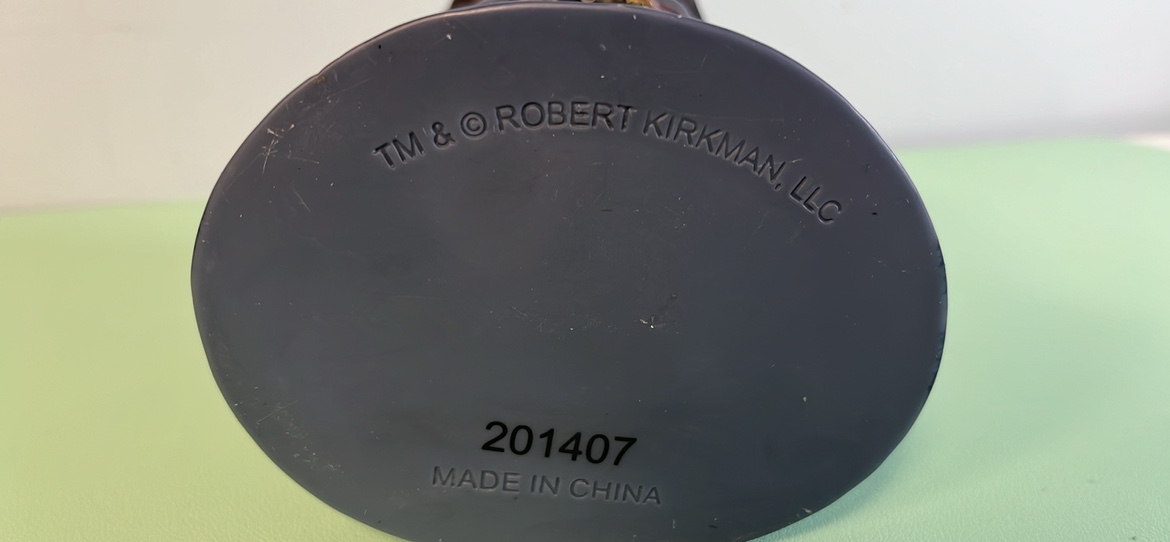 TM & © ROBERT KIRKMAN, LLC
201407
MADE IN CHINA